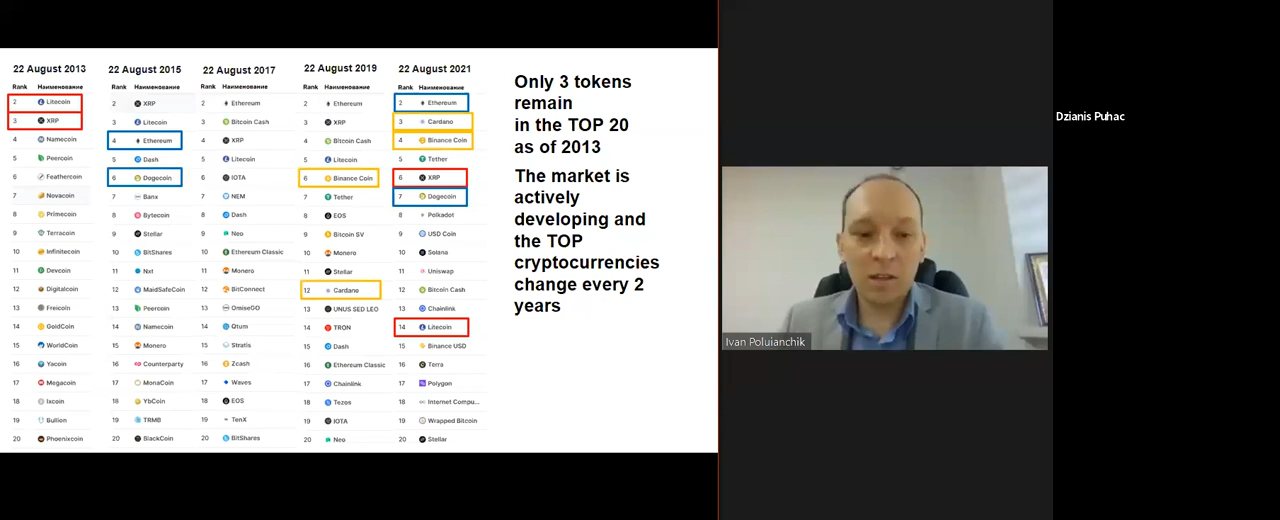 22 August 2013
Rank Наименование
2 Litecoin
3 XRP
4 Namecoin
5 Peercoin
6 Feathercoin
7 Novacoin
8 Primecoin
9 Terracoin
10 Infinitecoin
11 Devcoin
12 Digitalcoin
13 Freicoin
14 GoldCoin
15 WorldCoin
16 Yacoin
17 Megacoin
18 Ixcoin
19 Bullion
20 Phoenixcoin
22 August 2015
Rank Наименование
2 XRP
3 Litecoin
4 Ethereum
5 Dash
6 Dogecoin
7 Banx
8 Bytecoin
9 Stellar
10 BitShares
11 Nxt
12 MaidSafeCoin
13 Peercoin
14 Namecoin
15 Monero
16 Counterparty
17 MonaCoin
18 YbCoin
19 TRMB
20 BlackCoin
22 August 2017
Rank Наименование
2 Ethereum
3 Bitcoin Cash
4 XRP
5 Litecoin
6 IOTA
7 NEM
8 Dash
9 Neo
10 Ethereum Classic
11 Monero
12 BitConnect
13 OmiseGO
14 Qtum
15 Stratis
16 Zcash
17 Waves
18 EOS
19 TenX
20 BitShares
22 August 2019
Rank Наименование
2 Ethereum
3 XRP
4 Bitcoin Cash
5 Litecoin
6 Binance Coin
7 Tether
8 EOS
9 Bitcoin SV
10 Monero
11 Stellar
12 Cardano
13 UNUS SED LEO
14 TRON
15 Dash
16 Ethereum Classic
17 Chainlink
18 Tezos
19 IOTA
20 Neo
22 August 2021
Rank Наименование
2 Ethereum
3 Cardano
4 Binance Coin
5 Tether
6 XRP
7 Dogecoin
8 Polkadot
9 USD Coin
10 Solana
11 Uniswap
12 Bitcoin Cash
13 Chainlink
14 Litecoin
15 Binance USD
16 Terra
17 Polygon
18 Internet Compu...
19 Wrapped Bitcoin
20 Stellar
Only 3 tokens
remain
in the TOP 20
as of 2013
The market is
actively
developing and
the TOP
cryptocurrencies
change every 2
years
Ivan Poluianchik
Dzianis Puhac